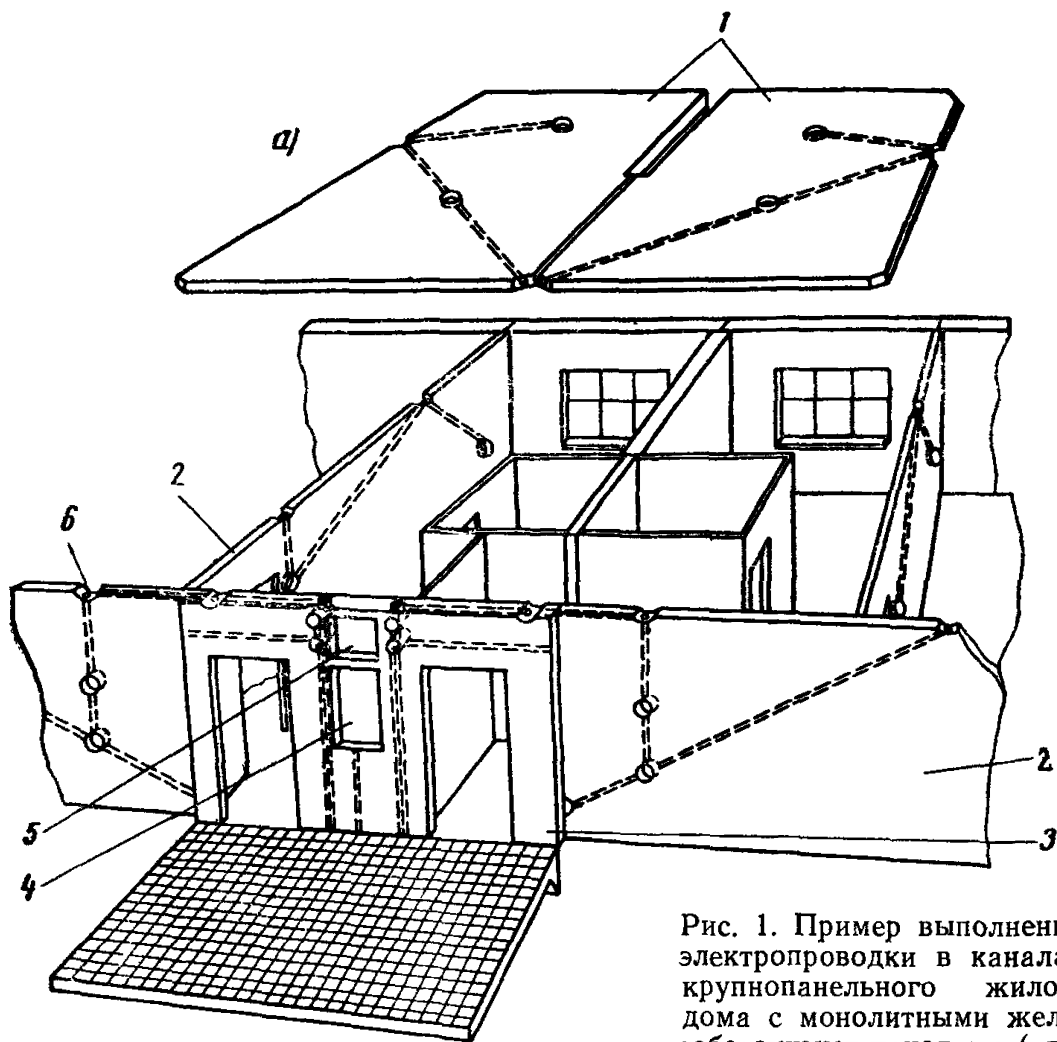 1
а)
2
6
5
4
2
3
Рис. 1. Пример выполнени
электропроводки в канала
крупнопанельного жило
дома с монолитными жел